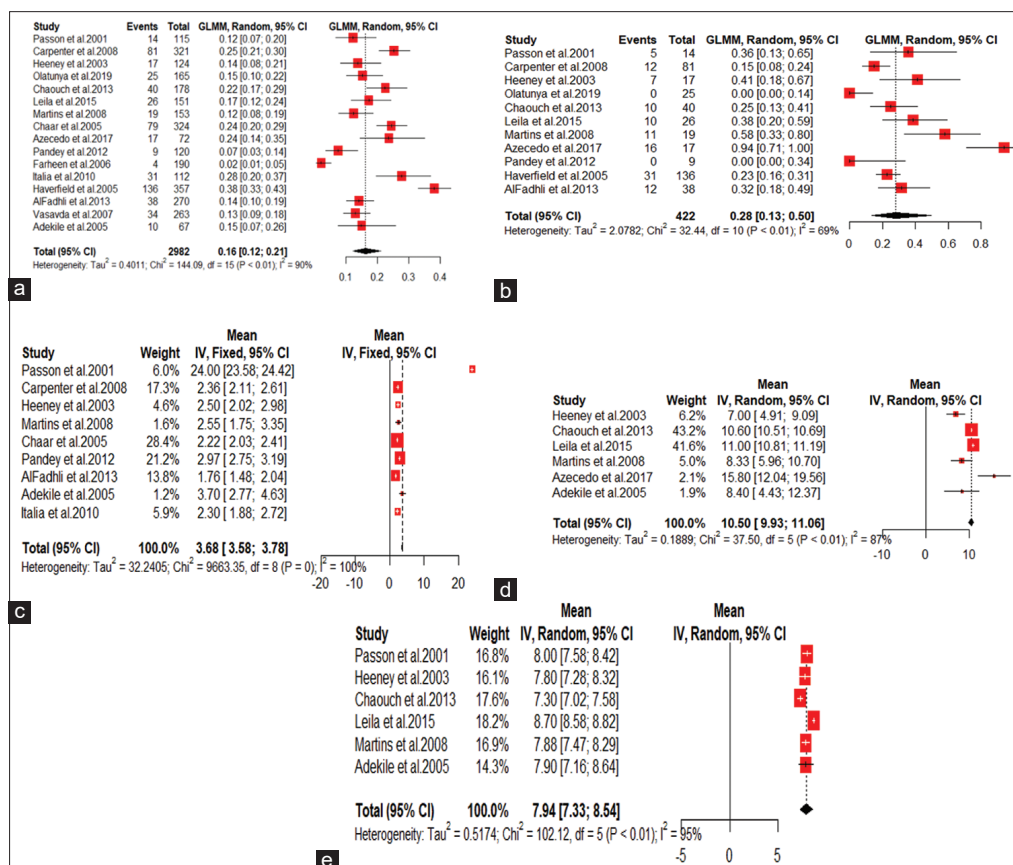 Study Events Total GLMM, Random, 95% CI GLMM, Random, 95% CI
Passon et al.2001 14 115 0.12 [0.07; 0.20]
Carpenter et al.2008 81 321 0.25 [0.21; 0.30]
Heeney et al.2003 17 124 0.14 [0.08; 0.21]
Olatunya et al.2019 25 165 0.15 [0.10; 0.22]
Chaouch et al.2013 40 178 0.22 [0.17; 0.29]
Leila et al.2015 26 151 0.17 [0.12; 0.24]
Martins et al.2008 19 153 0.12 [0.08; 0.19]
Chaar et al.2005 79 324 0.24 [0.20; 0.29]
Azecedo et al.2017 17 72 0.24 [0.14; 0.35]
Pandey et al.2012 9 120 0.07 [0.03; 0.14]
Farheen et al.2006 4 190 0.02 [0.01; 0.05]
Italia et al.2010 31 112 0.28 [0.20; 0.37]
Haverfield et al.2005 136 357 0.38 [0.33; 0.43]
AlFadhli et al.2013 38 270 0.14 [0.10; 0.19]
Vasavda et al.2007 34 263 0.13 [0.09; 0.18]
Adekile et al.2005 10 67 0.15 [0.07; 0.26]
Total (95% CI) 2982 0.16 [0.12; 0.21]
Heterogeneity: Tau2 = 0.4011; Chi2 = 144.09, df = 15 (P < 0.01); I2 = 90%
0.1 0.2 0.3 0.4
a
Study Events Total GLMM, Random, 95% CI GLMM, Random, 95% CI
Passon et al.2001 5 14 0.36 [0.13; 0.65]
Carpenter et al.2008 12 81 0.15 [0.08; 0.24]
Heeney et al.2003 7 17 0.41 [0.18; 0.67]
Olatunya et al.2019 0 25 0.00 [0.00; 0.14]
Chaouch et al.2013 10 40 0.25 [0.13; 0.41]
Leila et al.2015 10 26 0.38 [0.20; 0.59]
Martins et al.2008 11 19 0.58 [0.33; 0.80]
Azecedo et al.2017 16 17 0.94 [0.71; 1.00]
Pandey et al.2012 0 9 0.00 [0.00; 0.34]
Haverfield et al.2005 31 136 0.23 [0.16; 0.31]
AlFadhli et al.2013 12 38 0.32 [0.18; 0.49]
Total (95% CI) 422 0.28 [0.13; 0.50]
Heterogeneity: Tau2 = 2.0782; Chi2 = 32.44, df = 10 (P < 0.01); I2 = 69%
0 0.2 0.4 0.6 0.8
b
Mean Mean
Study Weight IV, Fixed, 95% CI IV, Fixed, 95% CI
Passon et al.2001 6.0% 24.00 [23.58; 24.42]
Carpenter et al.2008 17.3% 2.36 [ 2.11; 2.61]
Heeney et al.2003 4.6% 2.50 [ 2.02; 2.98]
Martins et al.2008 1.6% 2.55 [ 1.75; 3.35]
Chaar et al.2005 28.4% 2.22 [ 2.03; 2.41]
Pandey et al.2012 21.2% 2.97 [ 2.75; 3.19]
AlFadhli et al.2013 13.8% 1.76 [ 1.48; 2.04]
Adekile et al.2005 1.2% 3.70 [ 2.77; 4.63]
Italia et al.2010 5.9% 2.30 [ 1.88; 2.72]
Total (95% CI) 100.0% 3.68 [ 3.58; 3.78]
Heterogeneity: Tau2 = 32.2405; Chi2 = 9663.35, df = 8 (P = 0); I2 = 100%
-20 -10 0 10 20
c
Mean Mean
Study Weight IV, Random, 95% CI IV, Random, 95% CI
Heeney et al.2003 6.2% 7.00 [ 4.91; 9.09]
Chaouch et al.2013 43.2% 10.60 [10.51; 10.69]
Leila et al.2015 41.6% 11.00 [10.81; 11.19]
Martins et al.2008 5.0% 8.33 [ 5.96; 10.70]
Azecedo et al.2017 2.1% 15.80 [12.04; 19.56]
Adekile et al.2005 1.9% 8.40 [ 4.43; 12.37]
Total (95% CI) 100.0% 10.50 [ 9.93; 11.06]
Heterogeneity: Tau2 = 0.1889; Chi2 = 37.50, df = 5 (P < 0.01); I2 = 87%
-10 0 10
d
Mean Mean
Study Weight IV, Random, 95% CI IV, Random, 95% CI
Passon et al.2001 16.8% 8.00 [7.58; 8.42]
Heeney et al.2003 16.1% 7.80 [7.28; 8.32]
Chaouch et al.2013 17.6% 7.30 [7.02; 7.58]
Leila et al.2015 18.2% 8.70 [8.58; 8.82]
Martins et al.2008 16.9% 7.88 [7.47; 8.29]
Adekile et al.2005 14.3% 7.90 [7.16; 8.64]
Total (95% CI) 100.0% 7.94 [7.33; 8.54]
Heterogeneity: Tau2 = 0.5174; Chi2 = 102.12, df = 5 (P < 0.01); I2 = 95%
-5 0 5
e